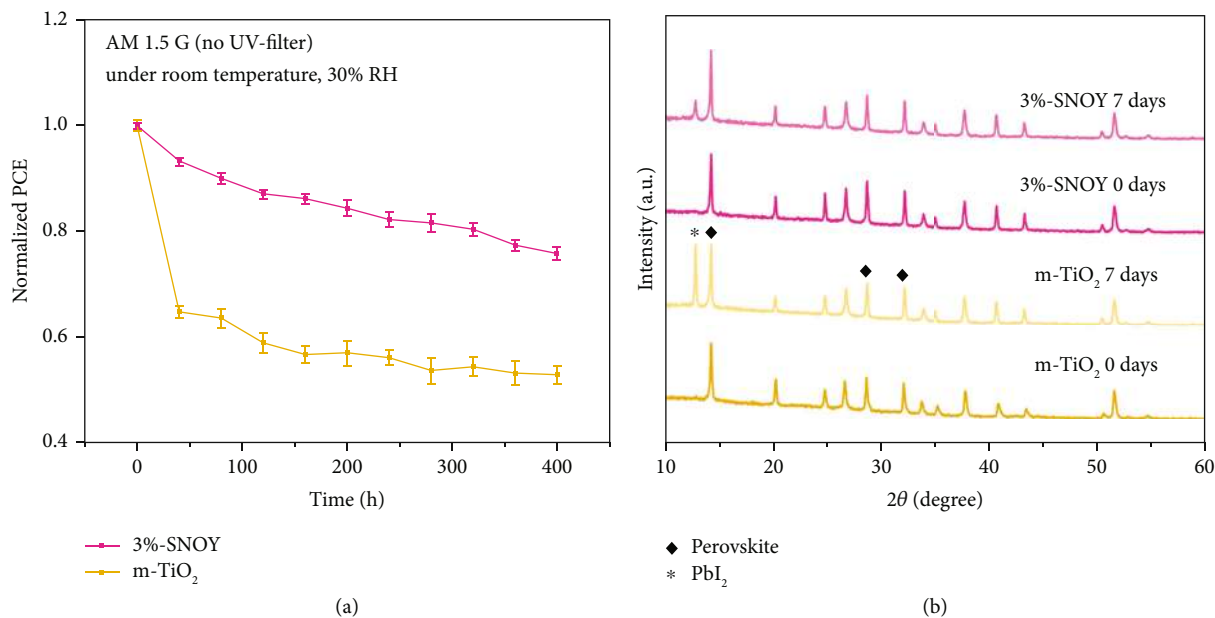 1.2
1.0
0.8
0.6
0.4
Normalized PCE
AM 1.5 G (no UV-filter)
under room temperature, 30% RH
0
100
200
300
400
Time (h)
3%-SNOY
m-TiO₂
(a)
Intensity (a.u.)
3%-SNOY 7 days
3%-SNOY 0 days
* ◆
◆ ◆
m-TiO₂ 7 days
m-TiO₂ 0 days
10
20
30
40
50
60
2θ (degree)
◆ Perovskite
* PbI₂
(b)